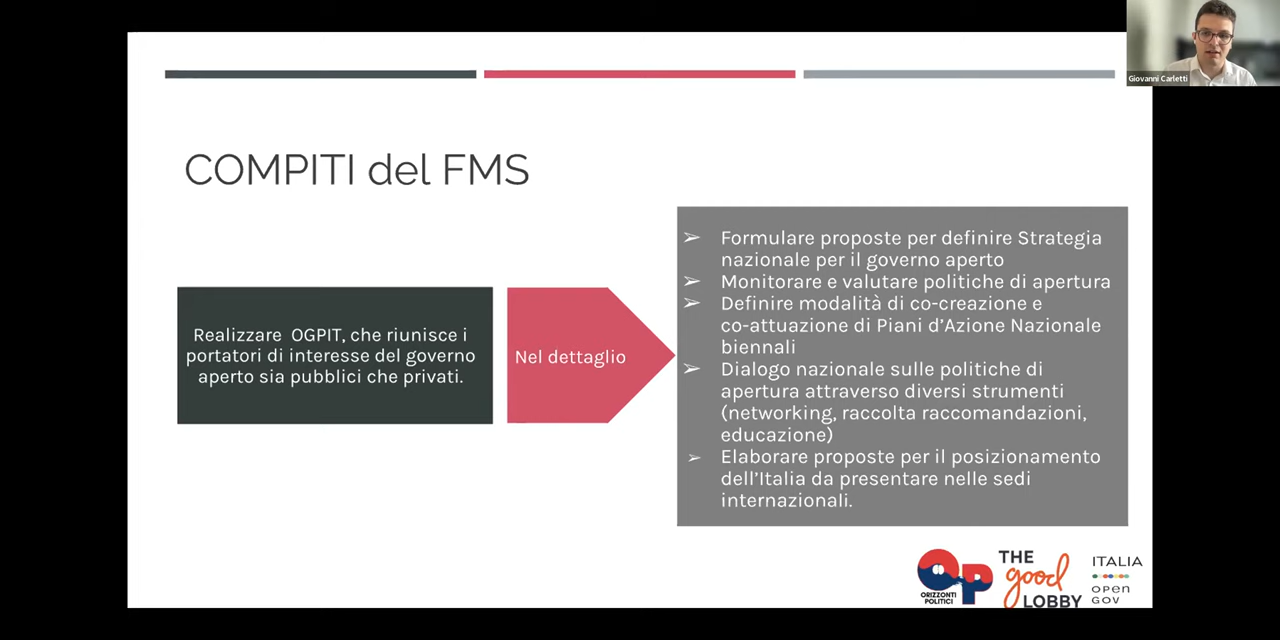 Giovanni Carletti
COMPITI del FMS
Realizzare OGPIT, che riunisce i
portatori di interesse del governo
aperto sia pubblici che privati.
Nel dettaglio
➢ Formulare proposte per definire Strategia
nazionale per il governo aperto
➢ Monitorare e valutare politiche di apertura
➢ Definire modalità di co-creazione e
co-attuazione di Piani d’Azione Nazionale
biennali
➢ Dialogo nazionale sulle politiche di
apertura attraverso diversi strumenti
(networking, raccolta raccomandazioni,
educazione)
➢ Elaborare proposte per il posizionamento
dell’Italia da presentare nelle sedi
internazionali.
OP
ORIZZONTI
POLITICI
THE
good
LOBBY
ITALIA
OPEN
GOV